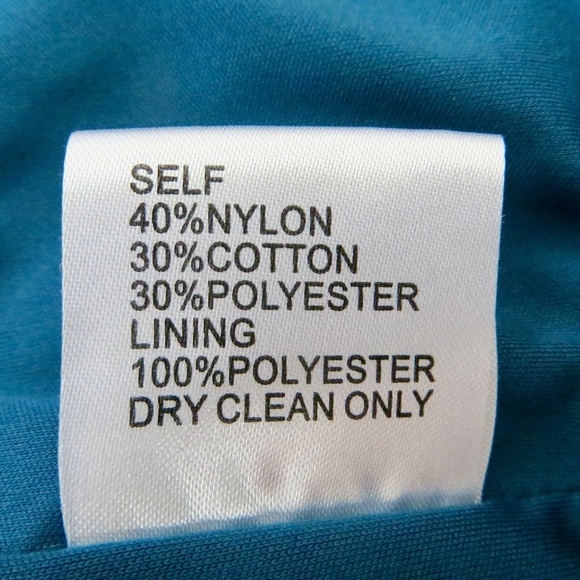 SELF
40%NYLON
30%COTTON
30%POLYESTER
LINING
100%POLYESTER
DRY CLEAN ONLY